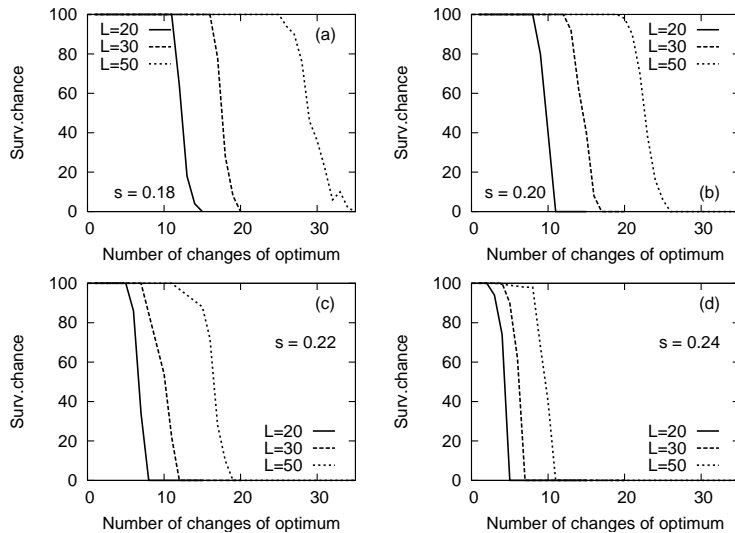 100
80
60
40
20
0
Surv.chance
L=20
L=30
L=50
(a)
s = 0.18
0 10 20 30
Number of changes of optimum
100
80
60
40
20
0
Surv.chance
L=20
L=30
L=50
s = 0.20
(b)
0 10 20 30
Number of changes of optimum
100
80
60
40
20
0
Surv.chance
(c)
s = 0.22
L=20
L=30
L=50
0 10 20 30
Number of changes of optimum
100
80
60
40
20
0
Surv.chance
(d)
s = 0.24
L=20
L=30
L=50
0 10 20 30
Number of changes of optimum